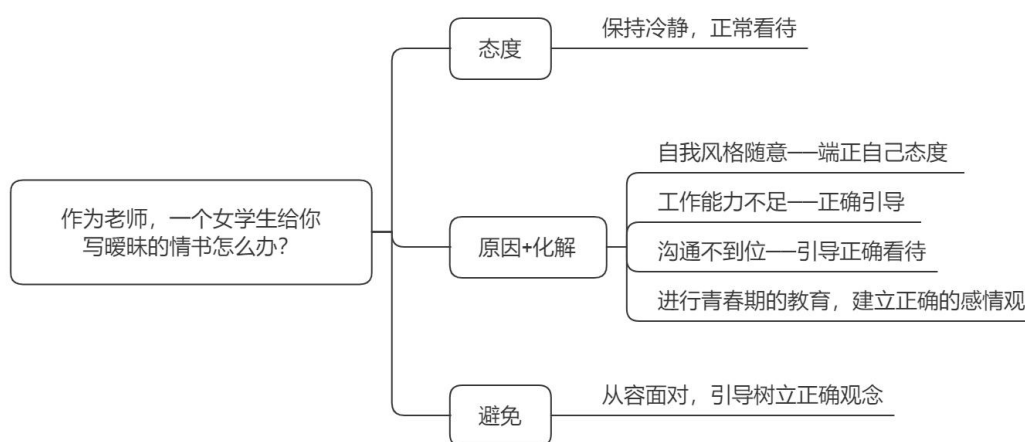 作为老师，一个女学生给你
写暧昧的情书怎么办？
态度
保持冷静，正常看待
原因+化解
自我风格随意——端正自己态度
工作能力不足——正确引导
沟通不到位——引导正确看待
进行青春期的教育，建立正确的感情观
避免
从容面对，引导树立正确观念